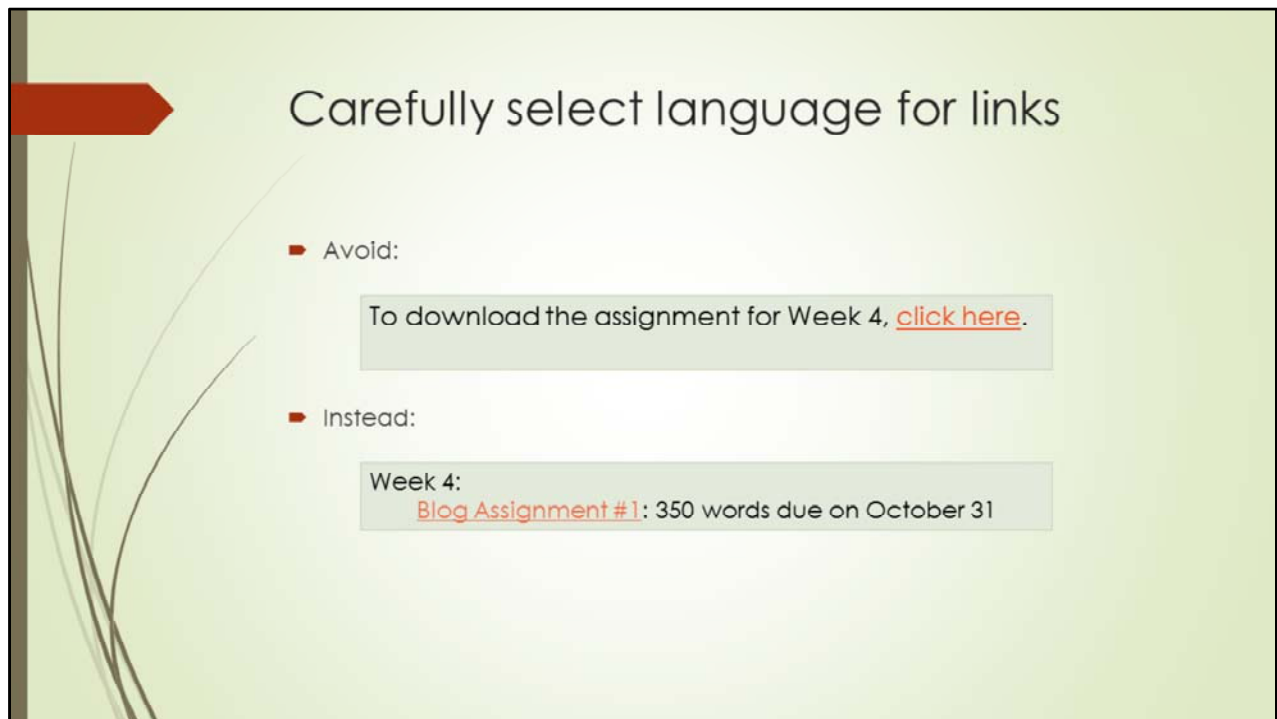 Carefully select language for links
Avoid:
To download the assignment for Week 4, click here.
Instead:
Week 4:
Blog Assignment #1: 350 words due on October 31